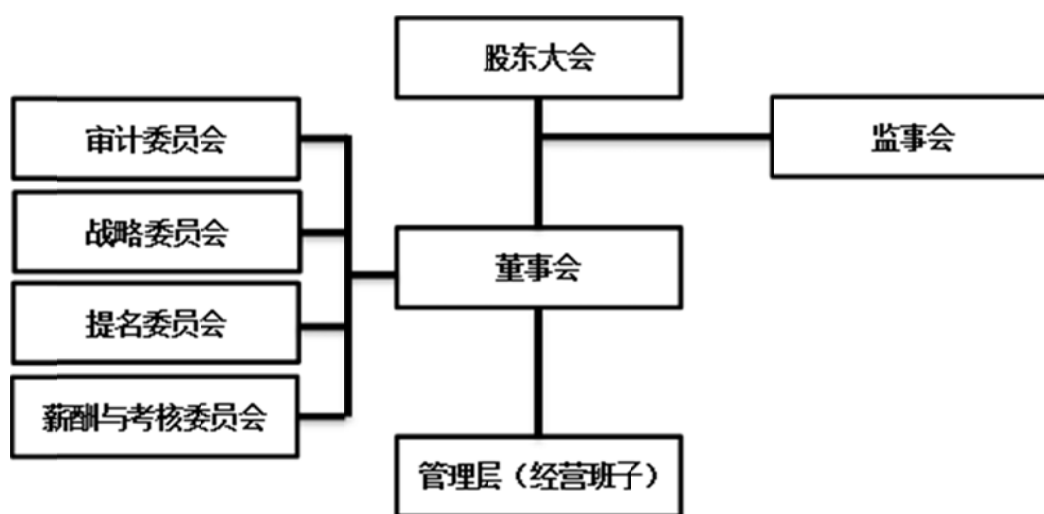 股东大会
审计委员会
监事会
战略委员会
董事会
提名委员会
薪酬与考核委员会
管理层（经营班子）